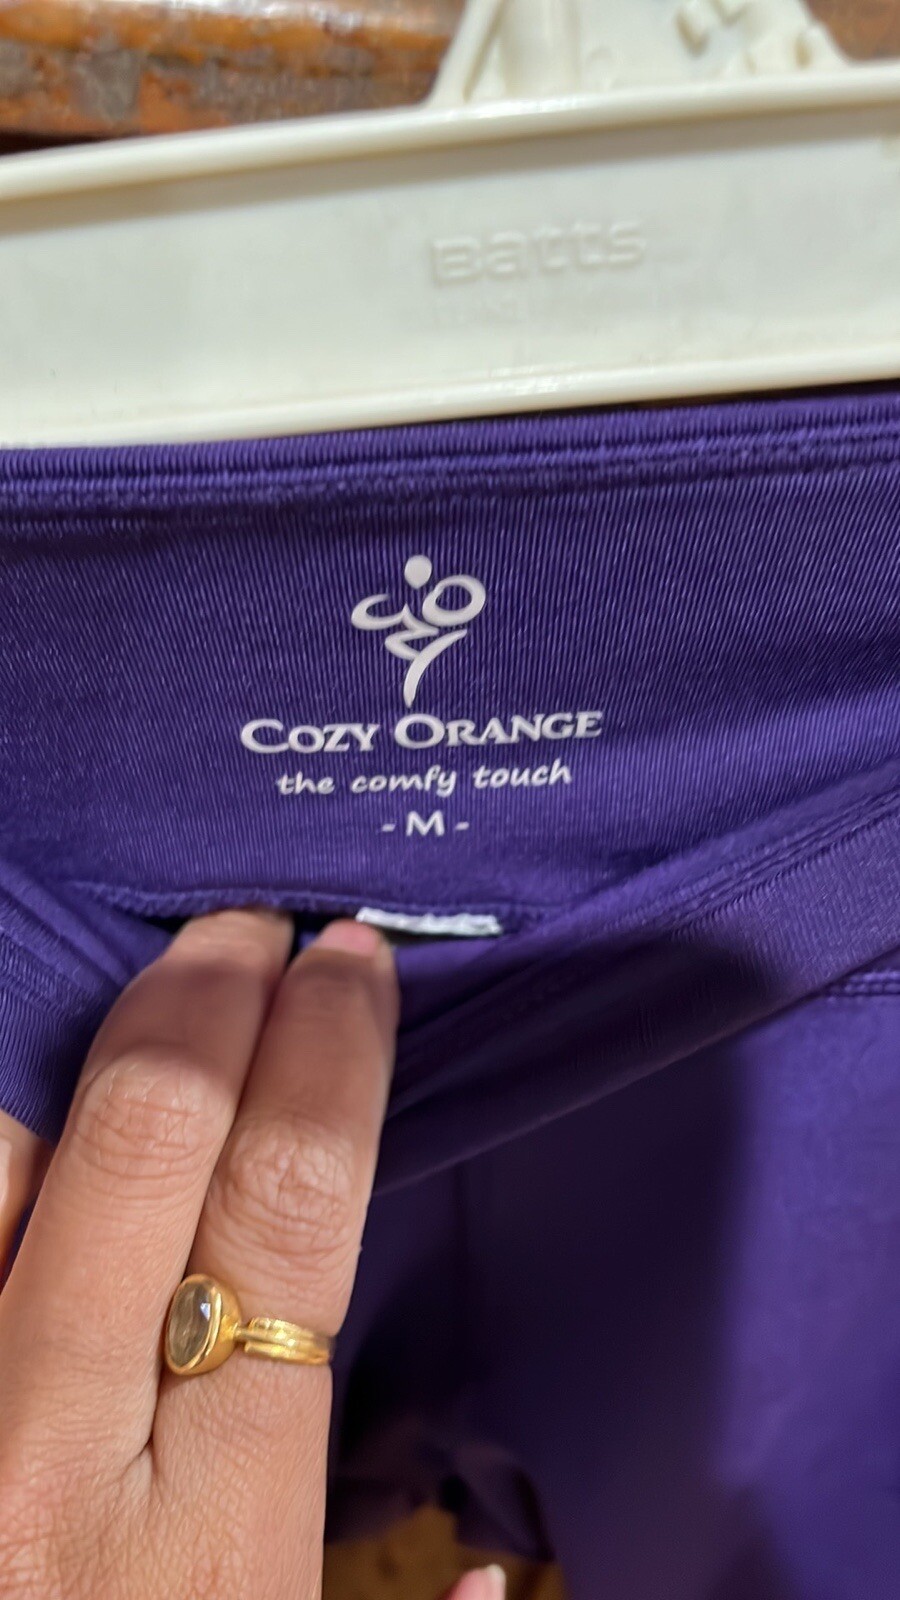 Batts
COZY ORANGE
the comfy touch
- M -